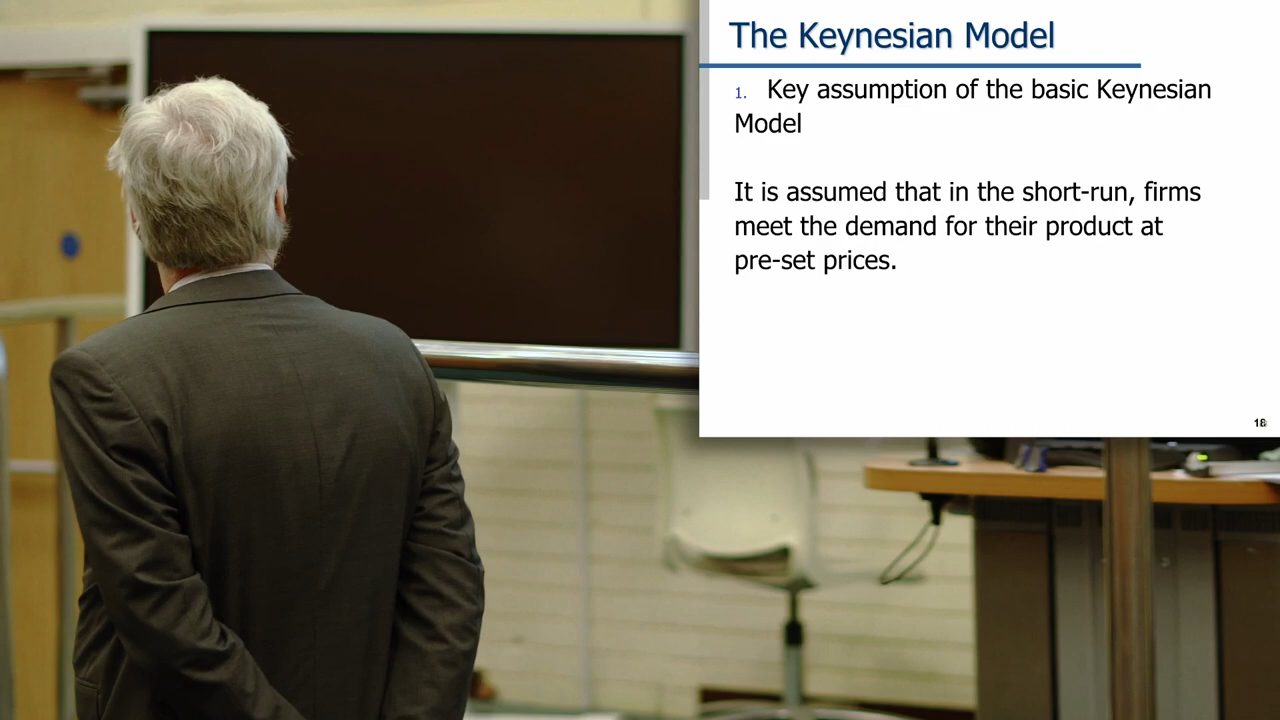 The Keynesian Model
1. Key assumption of the basic Keynesian
Model
It is assumed that in the short-run, firms
meet the demand for their product at
pre-set prices.